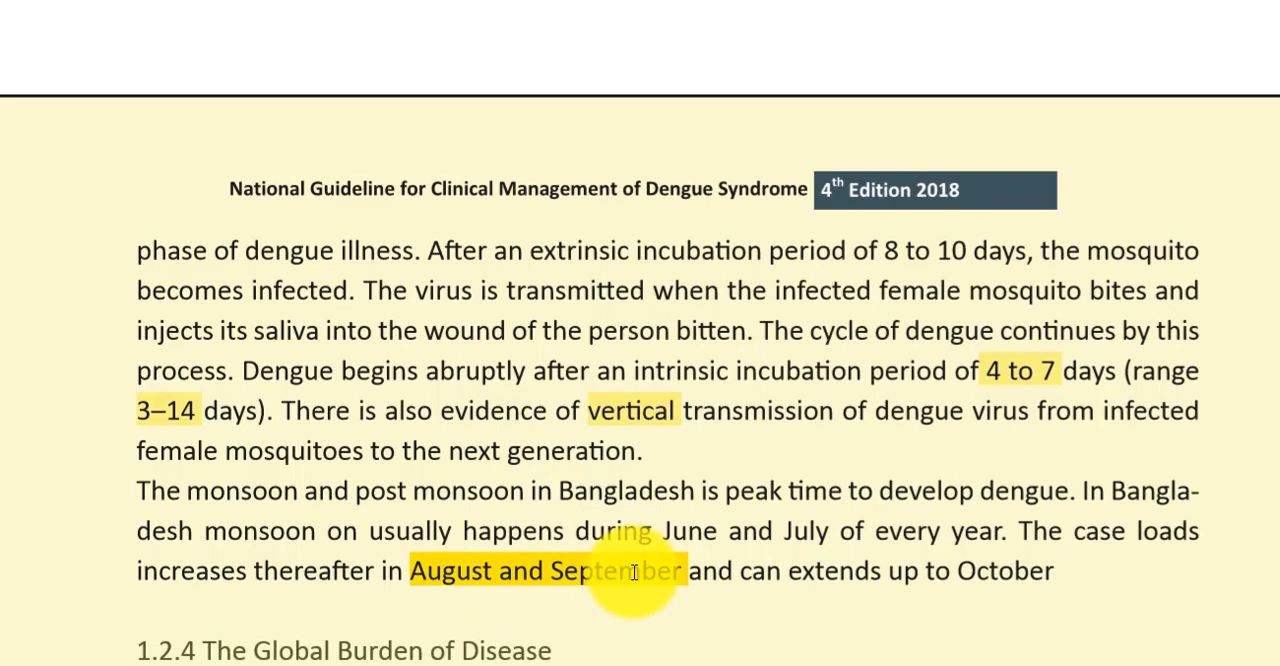 National Guideline for Clinical Management of Dengue Syndrome 4th Edition 2018
phase of dengue illness. After an extrinsic incubation period of 8 to 10 days, the mosquito
becomes infected. The virus is transmitted when the infected female mosquito bites and
injects its saliva into the wound of the person bitten. The cycle of dengue continues by this
process. Dengue begins abruptly after an intrinsic incubation period of 4 to 7 days (range
3–14 days). There is also evidence of vertical transmission of dengue virus from infected
female mosquitoes to the next generation.
The monsoon and post monsoon in Bangladesh is peak time to develop dengue. In Bangla-
desh monsoon on usually happens during June and July of every year. The case loads
increases thereafter in August and September and can extends up to October
1.2.4 The Global Burden of Disease